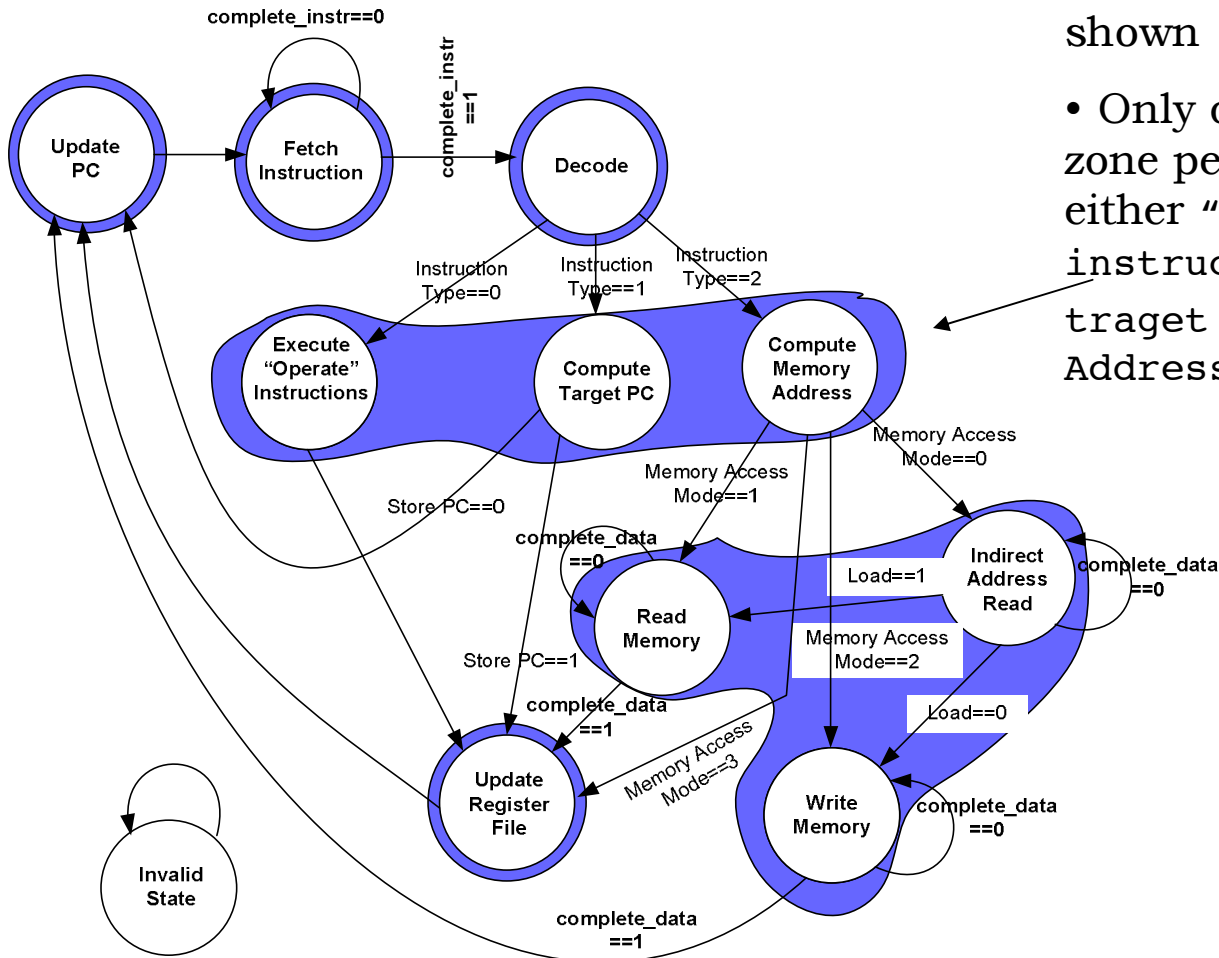 complete_instr==0
shown
complete_instr
==1
• Only
zone
either "
instruc
traget
Address
Update
PC
Fetch
Instruction
Decode
Instruction
Type==0
Instruction
Type==1
Instruction
Type==2
Execute
“Operate”
Instructions
Compute
Target PC
Compute
Memory
Address
Memory Access
Mode==0
Memory Access
Mode==1
Store PC==0
complete_data
==0
Load==1
Indirect
Address
Read
complete_data
==0
Read
Memory
Memory Access
Mode==2
Store PC==1
complete_data
==1
Load==0
Memory Access
Mode==3
Update
Register
File
Write
Memory
complete_data
==0
Invalid
State
complete_data
==1